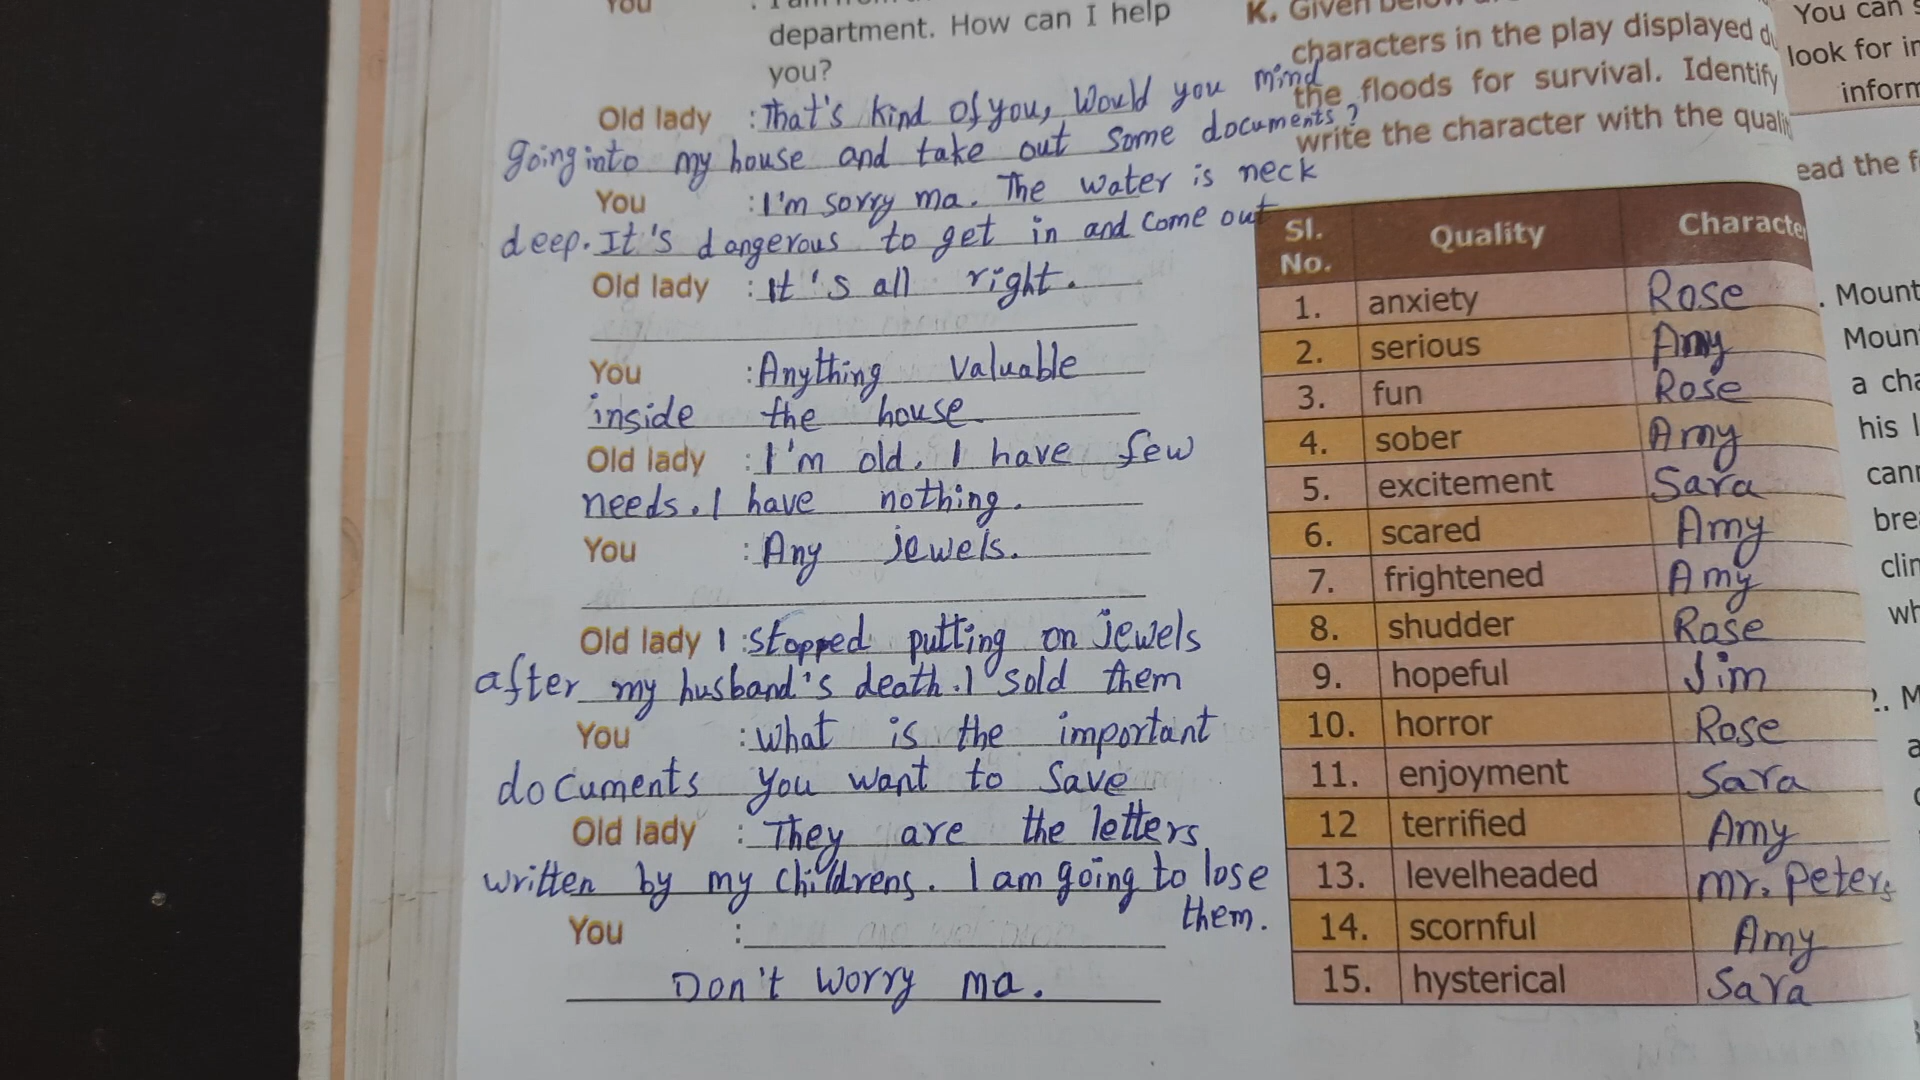 You
department. How can I help
you?
Old lady : That's kind of you, Would you mind
going into my house and take out some documents?
You : I'm sorry ma. The water is neck
deep. It's dangerous to get in and come out
Old lady : It's all right.
You : Anything Valuable
inside the house
Old lady : I'm old. I have few
needs. I have nothing.
You : Any jewels.
Old lady I : stopped putting on jewels
after my husband's death. I sold them
You : What is the important
documents you want to save
Old lady : They are the letters
written by my childrens. I am going to lose
them.
You :
Don't worry ma.
K. Given below
characters in the play displayed
the floods for survival. Identify
write the character with the
Sl. No. Quality Character
1. anxiety Rose
2. serious Amy
3. fun Rose
4. sober Amy
5. excitement Sara
6. scared Amy
7. frightened Amy
8. shudder Rose
9. hopeful Jim
10. horror Rose
11. enjoyment Sara
12 terrified Amy
13. levelheaded mr. Peters
14. scornful Amy
15. hysterical Sara
You can
look for
inform
ead the
. Mount
Moun
a cha
his
cann
brea
clim
wh